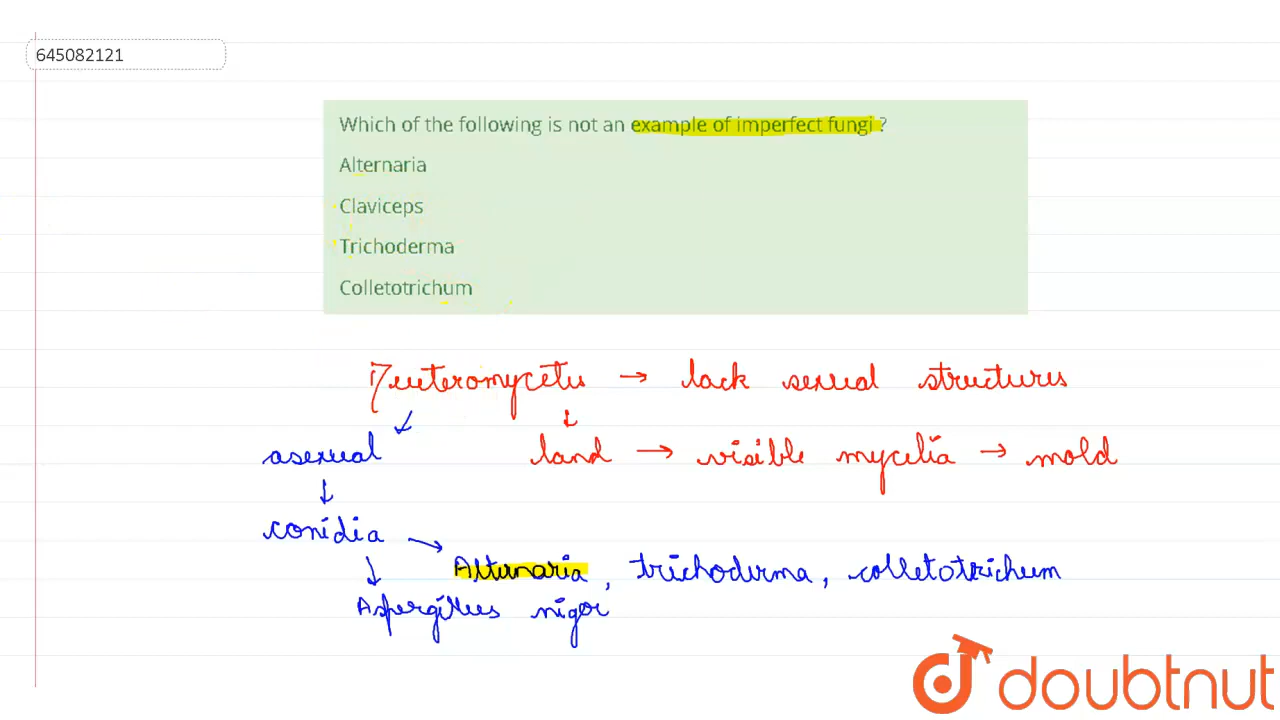 645082121
Which of the following is not an example of imperfect fungi ?
Alternaria
Claviceps
Trichoderma
Colletotrichum
Deuteromycetes → lack sexual structures
asexual
land → visible mycelia → mold
conidia
Alternaria, trichoderma, colletotrichum
Aspergillus nigor
doubtnut